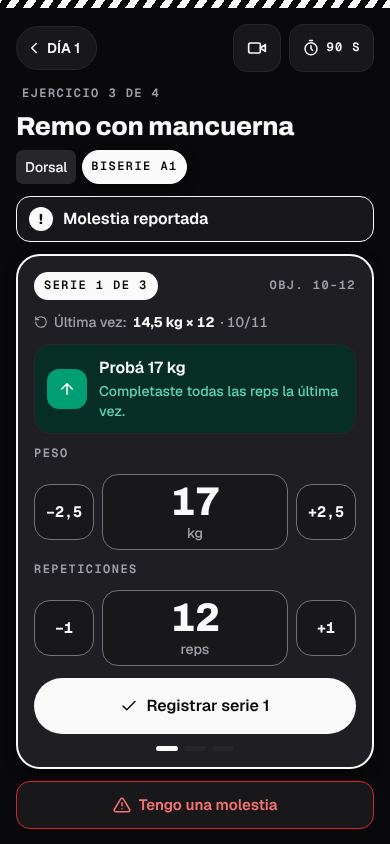 DÍA 1
90 S
EJERCICIO 3 DE 4
Remo con mancuerna
Dorsal
BISERIE A1
! Molestia reportada
SERIE 1 DE 3
OBJ. 10-12
Última vez: 14,5 kg × 12 · 10/11
Probá 17 kg
Completaste todas las reps la última
vez.
PESO
−2,5
17
kg
+2,5
REPETICIONES
−1
12
reps
+1
Registrar serie 1
Tengo una molestia